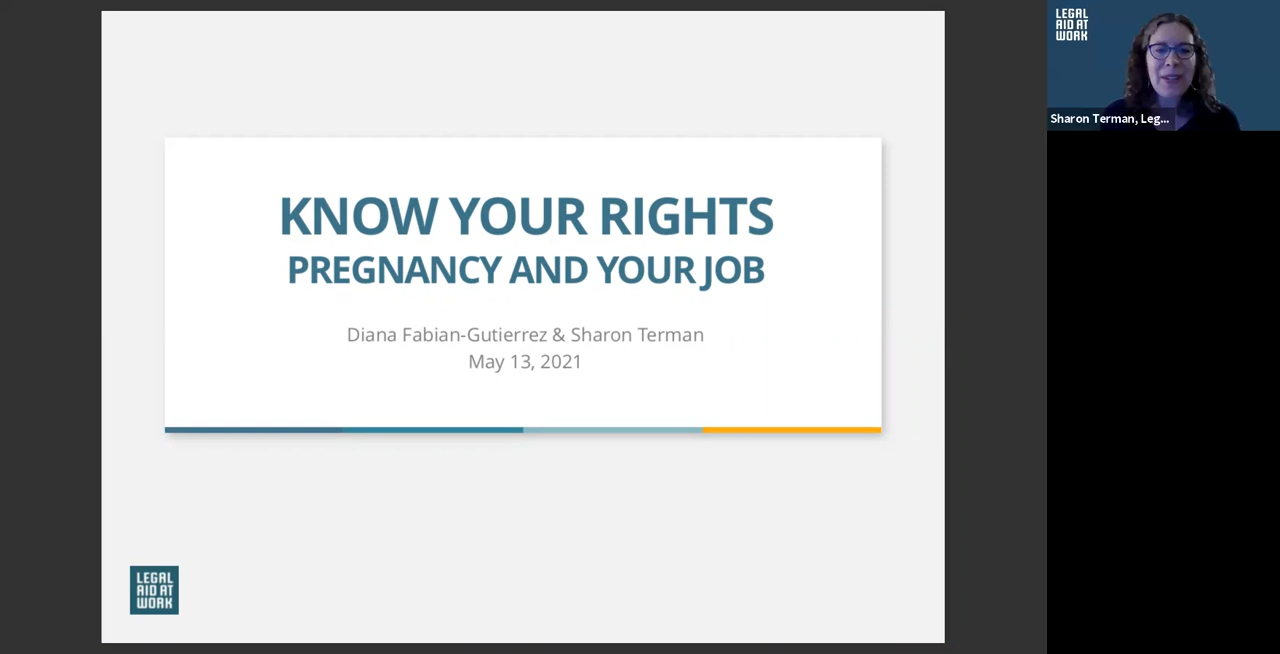 KNOW YOUR RIGHTS
PREGNANCY AND YOUR JOB
Diana Fabian-Gutierrez & Sharon Terman
May 13, 2021
LEGAL
AID AT
WORK
LEGAL
AID AT
WORK
Sharon Terman, Leg...